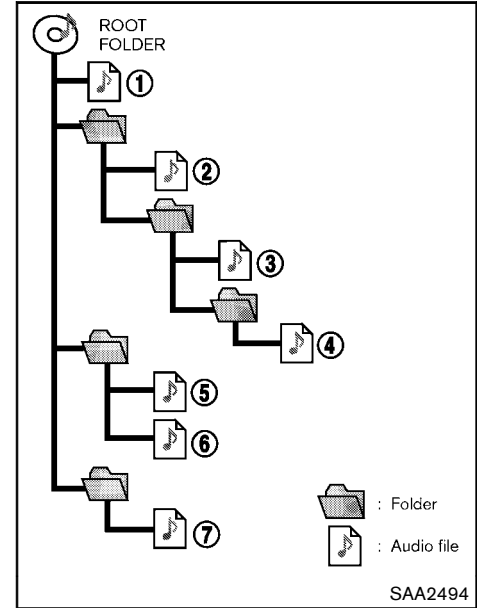 ROOT
FOLDER
①
②
③
④
⑤
⑥
⑦
: Folder
: Audio file
SAA2494